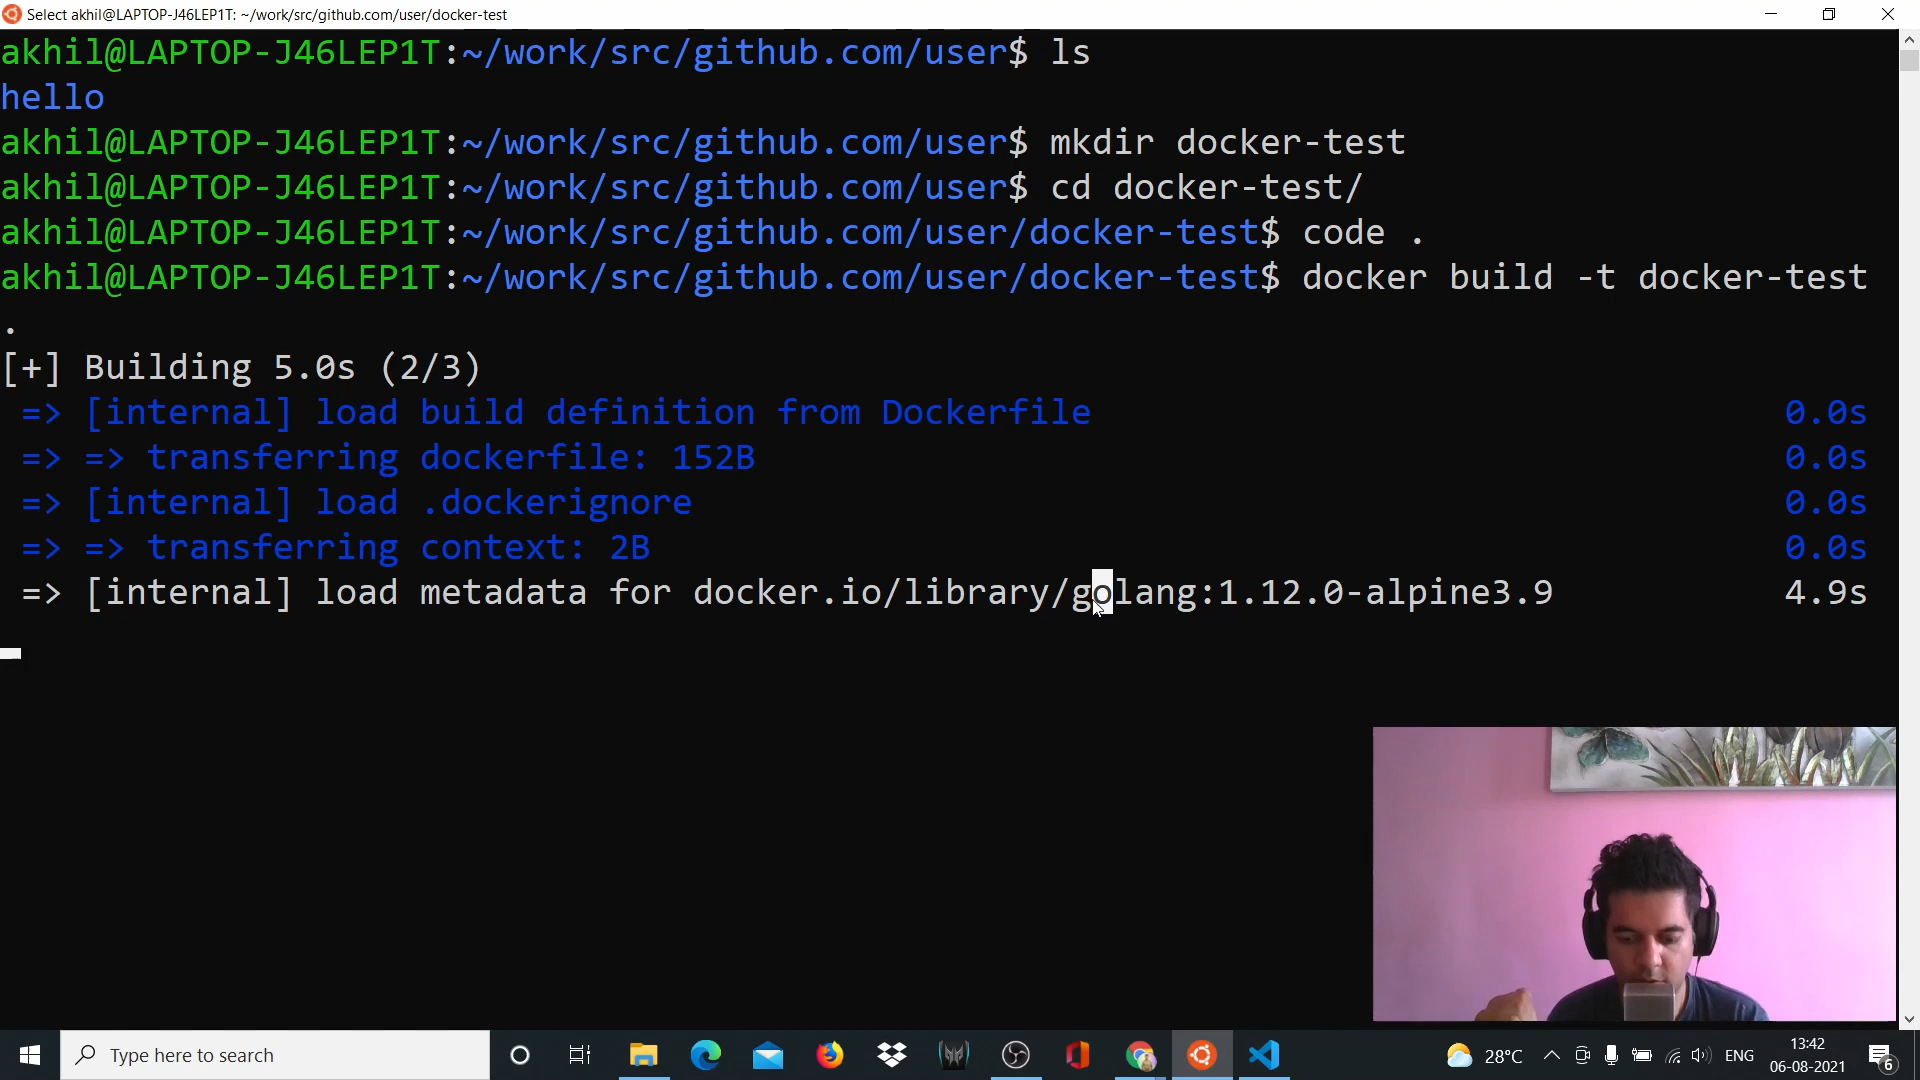 Select akhil@LAPTOP-J46LEP1T: ~/work/src/github.com/user/docker-test
akhil@LAPTOP-J46LEP1T:~/work/src/github.com/user$ ls
hello
akhil@LAPTOP-J46LEP1T:~/work/src/github.com/user$ mkdir docker-test
akhil@LAPTOP-J46LEP1T:~/work/src/github.com/user$ cd docker-test/
akhil@LAPTOP-J46LEP1T:~/work/src/github.com/user/docker-test$ code .
akhil@LAPTOP-J46LEP1T:~/work/src/github.com/user/docker-test$ docker build -t docker-test
.
[+] Building 5.0s (2/3)
=> [internal] load build definition from Dockerfile 0.0s
=> => transferring dockerfile: 152B 0.0s
=> [internal] load .dockerignore 0.0s
=> => transferring context: 2B 0.0s
=> [internal] load metadata for docker.io/library/golang:1.12.0-alpine3.9 4.9s
Type here to search
28°C
ENG
13:42
06-08-2021
6